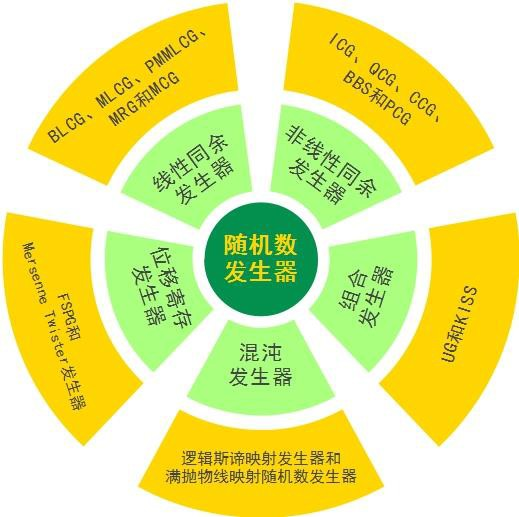 BLCG、MLCG、PMMLCG、
MRG和MCG
ICG、QCG、CCG、
BBS和PCG
线性同余
发生器
非线性同余
发生器
随机数
发生器
FSPG和
Mersenne Twister发生器
位移寄存
发生器
组合
发生器
UG和KISS
混沌
发生器
逻辑斯谛映射发生器和
满抛物线映射随机数发生器